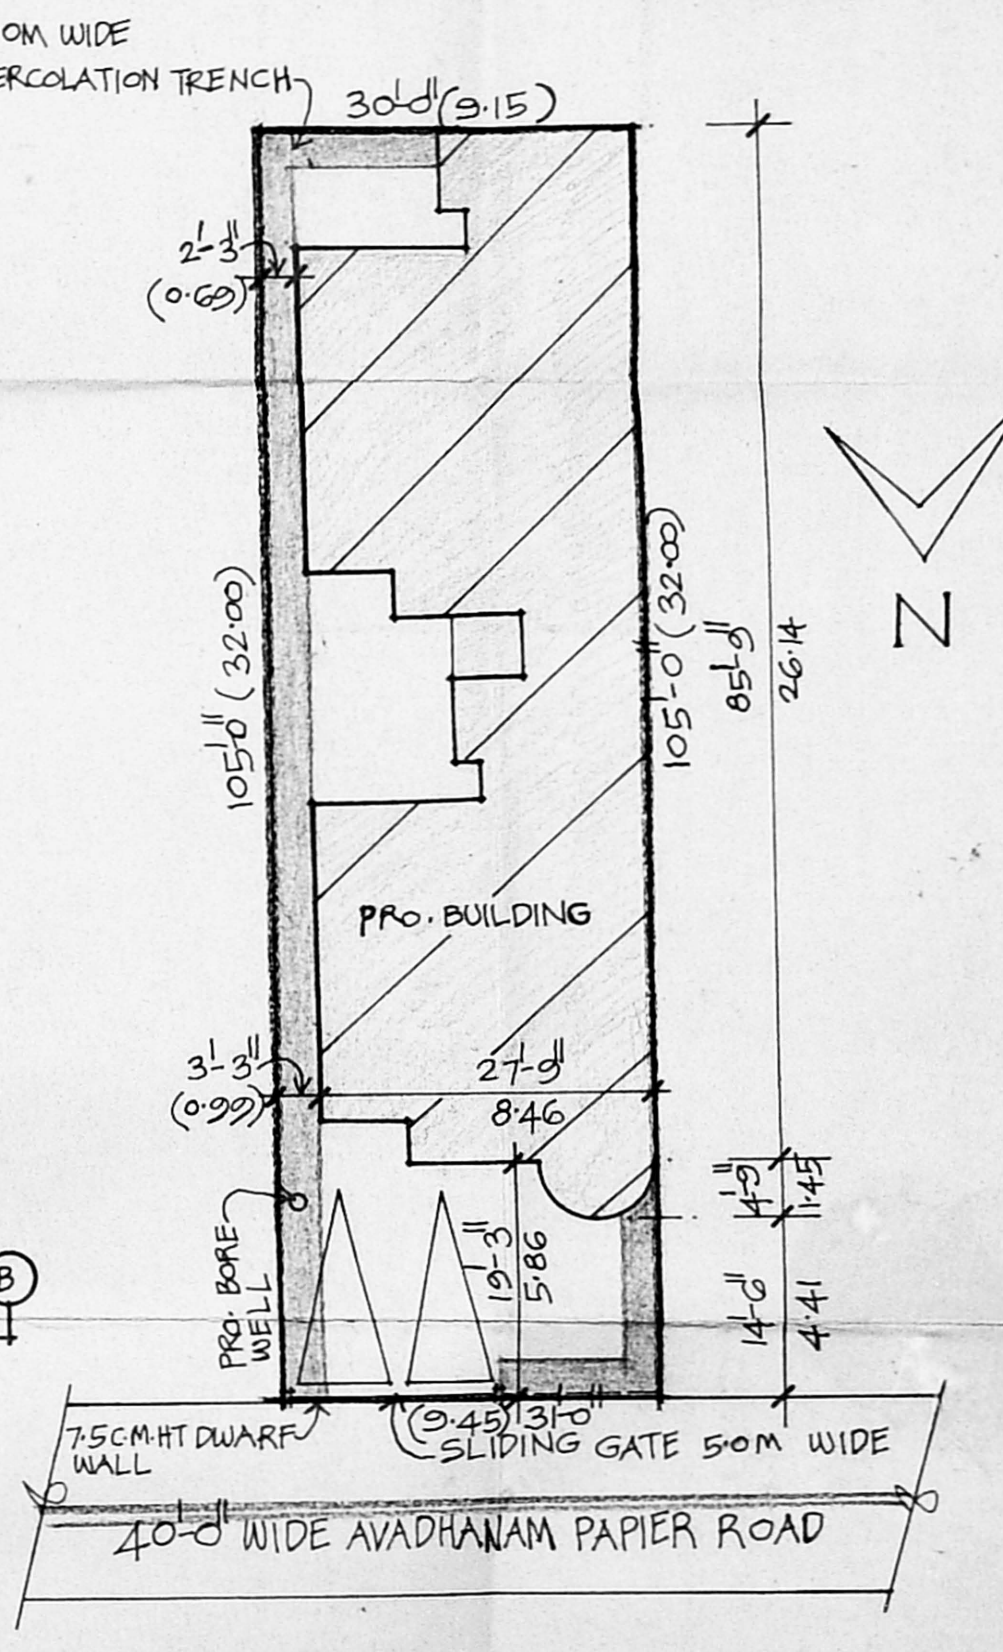 0M WIDE
ERCOLATION TRENCH
30'-0" (9.15)
2'-3"
(0.69)
105'-0" (32.00)
105'-0" (32.00)
85'-9"
26.14
N
PRO. BUILDING
3'-3"
(0.99)
27'-9"
8.46
4'-9"
1.45
PRO. BORE
WELL
19'-3"
5.86
14'-6"
4.41
B
(9.45) 31'-0"
7.5 C.M. HT DWARF
WALL
SLIDING GATE 5.0M WIDE
40'-0" WIDE AVADHANAM PAPIER ROAD